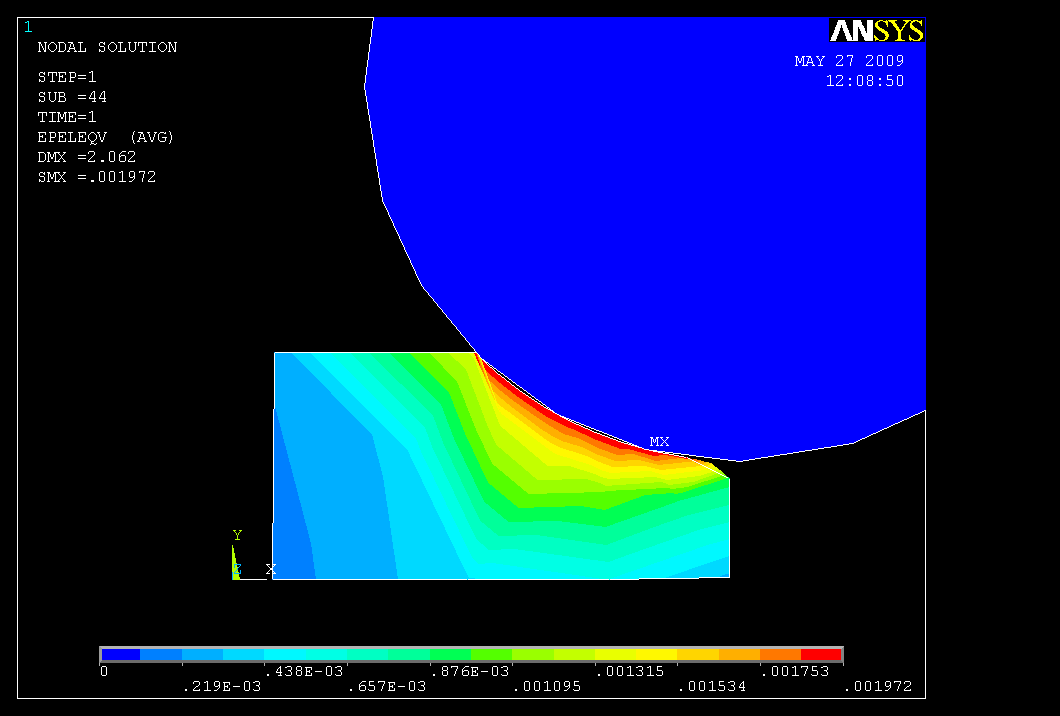 1
ANSYS
NODAL SOLUTION
MAY 27 2009
12:08:50
STEP=1
SUB =44
TIME=1
EPELEQV (AVG)
DMX =2.062
SMX =.001972
MX
Y
Z X
0 .438E-03 .876E-03 .001315 .001753
.219E-03 .657E-03 .001095 .001534 .001972